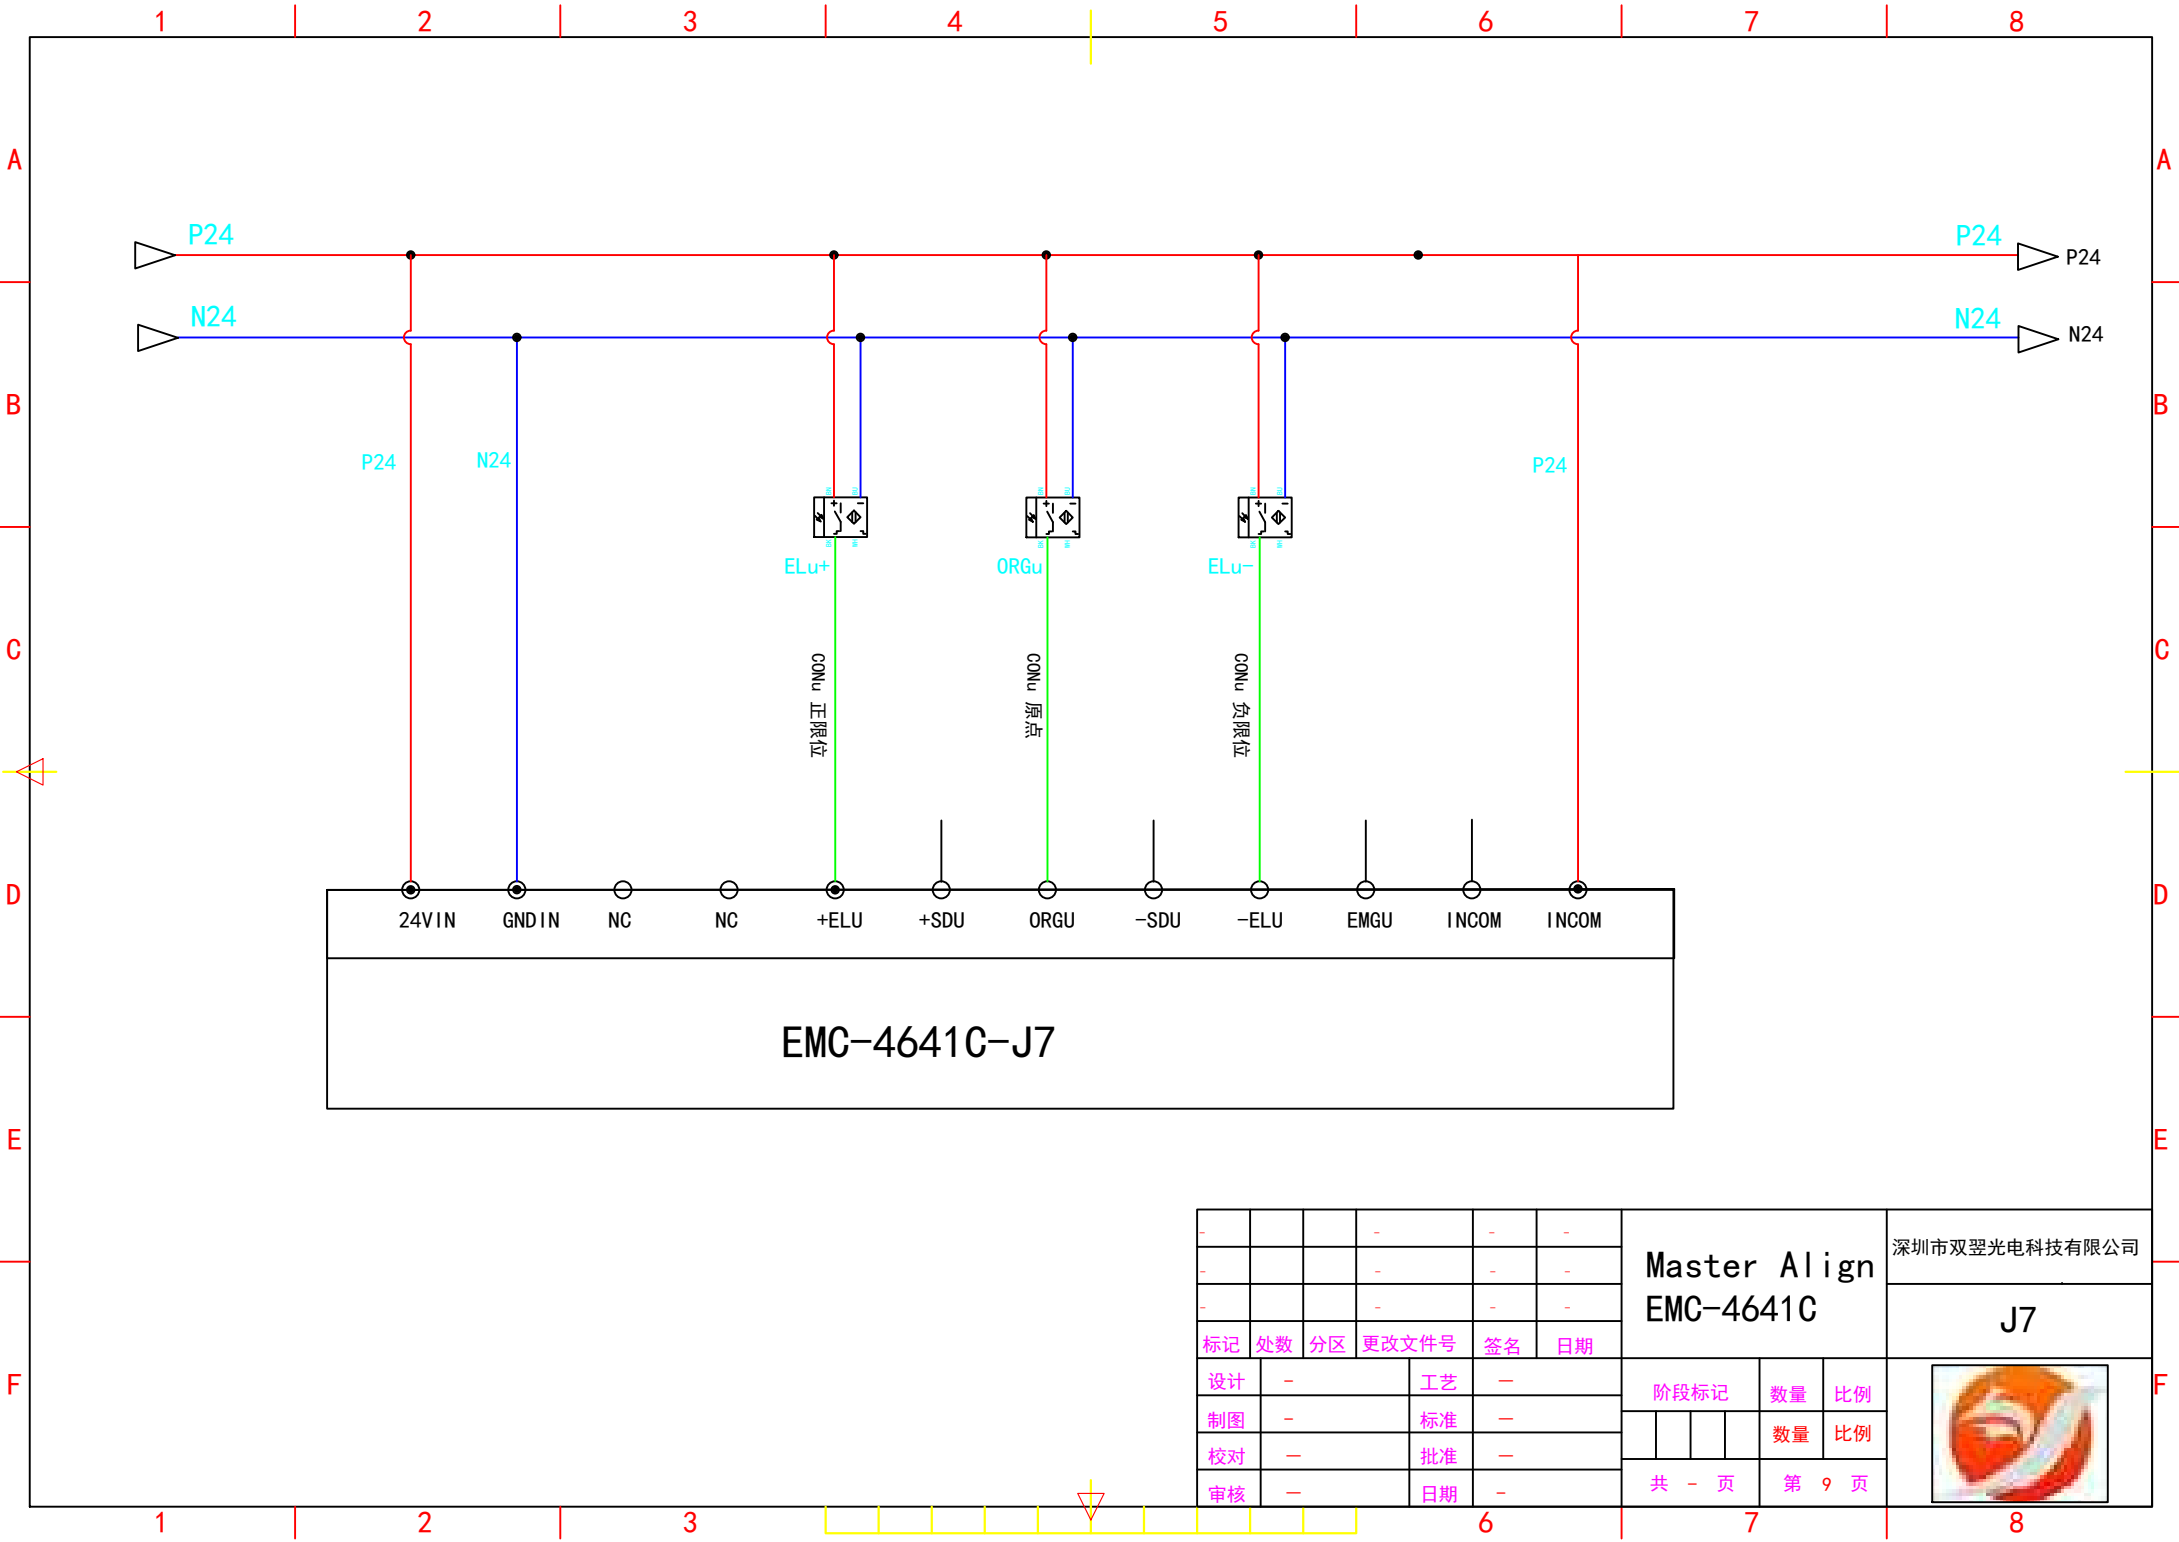 1 2 3 4 5 6 7 8
A A
P24 P24
P24
N24 N24
N24
B B
P24 N24 P24
ELu+ ORGu ELu-
C C
CONu 正限位
CONu 原点
CONu 负限位
D D
24VIN GNDIN NC NC +ELU +SDU ORGU -SDU -ELU EMGU INCOM INCOM
EMC-4641C-J7
E E
- - - -
- - - -
- - - -
标记 处数 分区 更改文件号 签名 日期
设计 - 工艺 —
制图 - 标准 —
校对 — 批准 —
审核 — 日期 -
Master Align
EMC-4641C
阶段标记 数量 比例
数量 比例
共 - 页 第 9 页
深圳市双翌光电科技有限公司
J7
F F
1 2 3 6 7 8